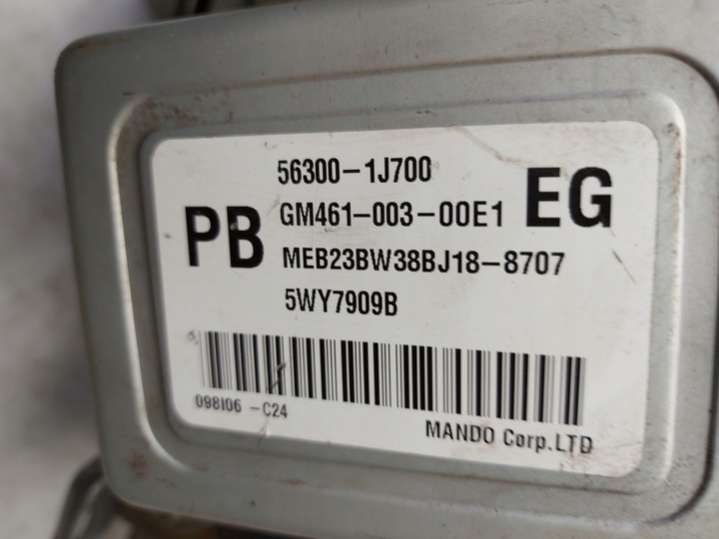 56300-1J700
PB
GM461-003-00E1
EG
MEB23BW38BJ18-8707
5WY7909B
098I06 -C24
MANDO Corp.LTD